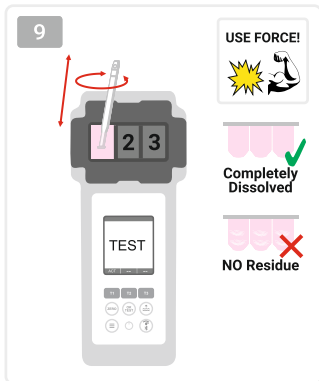 9
USE FORCE!
2 3
Completely
Dissolved
TEST
NO Residue